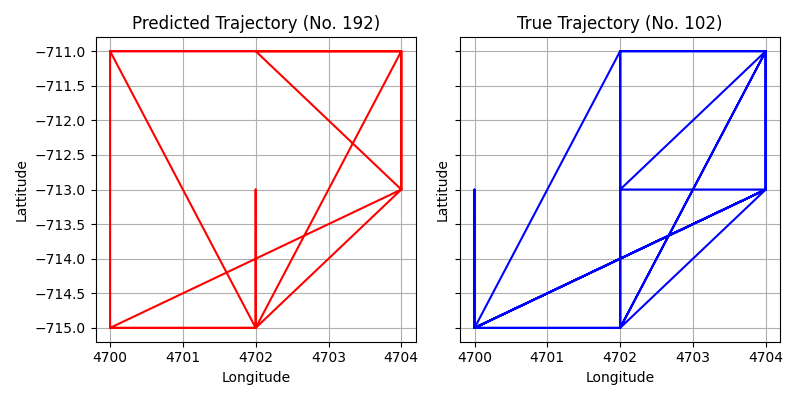 Predicted Trajectory (No. 192)
True Trajectory (No. 102)
−711.0
−711.5
−712.0
−712.5
−713.0
−713.5
−714.0
−714.5
−715.0
Lattitude
Lattitude
4700 4701 4702 4703 4704
4700 4701 4702 4703 4704
Longitude
Longitude